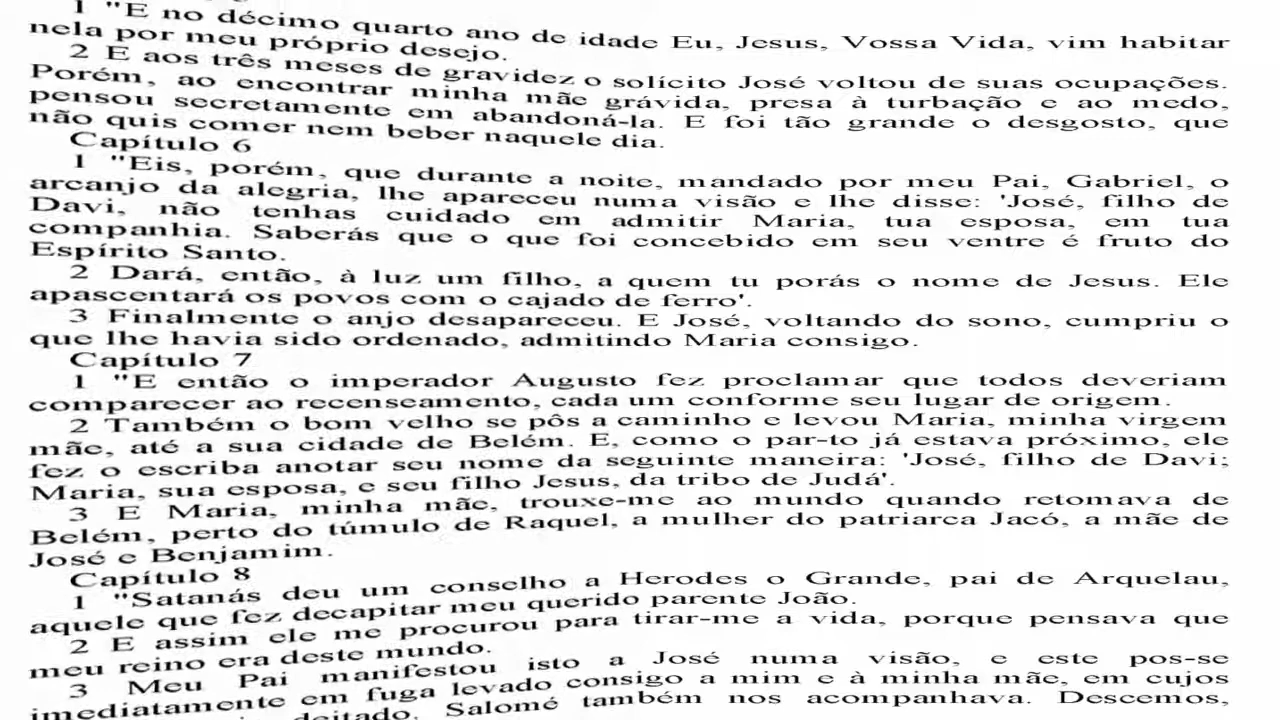 1 "E no décimo quarto ano de idade Eu, Jesus, Vossa Vida, vim habitar
nela por meu próprio desejo.
2 E aos três meses de gravidez o solícito José voltou de suas ocupações.
Porém, ao encontrar minha mãe grávida, presa à turbação e ao medo,
pensou secretamente em abandoná-la. E foi tão grande o desgosto, que
não quis comer nem beber naquele dia.
Capítulo 6
1 "Eis, porém, que durante a noite, mandado por meu Pai, Gabriel, o
arcanjo da alegria, lhe apareceu numa visão e lhe disse: 'José, filho de
Davi, não tenhas cuidado em admitir Maria, tua esposa, em tua
companhia. Saberás que o que foi concebido em seu ventre é fruto do
Espírito Santo.
2 Dará, então, à luz um filho, a quem tu porás o nome de Jesus. Ele
apascentará os povos com o cajado de ferro'.
3 Finalmente o anjo desapareceu. E José, voltando do sono, cumpriu o
que lhe havia sido ordenado, admitindo Maria consigo.
Capítulo 7
1 "E então o imperador Augusto fez proclamar que todos deveriam
comparecer ao recenseamento, cada um conforme seu lugar de origem.
2 Também o bom velho se pôs a caminho e levou Maria, minha virgem
mãe, até a sua cidade de Belém. E, como o par-to já estava próximo, ele
fez o escriba anotar seu nome da seguinte maneira: 'José, filho de Davi;
Maria, sua esposa, e seu filho Jesus, da tribo de Judá'.
3 E Maria, minha mãe, trouxe-me ao mundo quando retomava de
Belém, perto do túmulo de Raquel, a mulher do patriarca Jacó, a mãe de
José e Benjamim.
Capítulo 8
1 "Satanás deu um conselho a Herodes o Grande, pai de Arquelau,
aquele que fez decapitar meu querido parente João.
2 E assim ele me procurou para tirar-me a vida, porque pensava que
meu reino era deste mundo.
3 Meu Pai manifestou isto a José numa visão, e este pos-se
imediatamente em fuga levado consigo a mim e à minha mãe, em cujos
deitado. Salomé também nos acompanhava. Descemos,